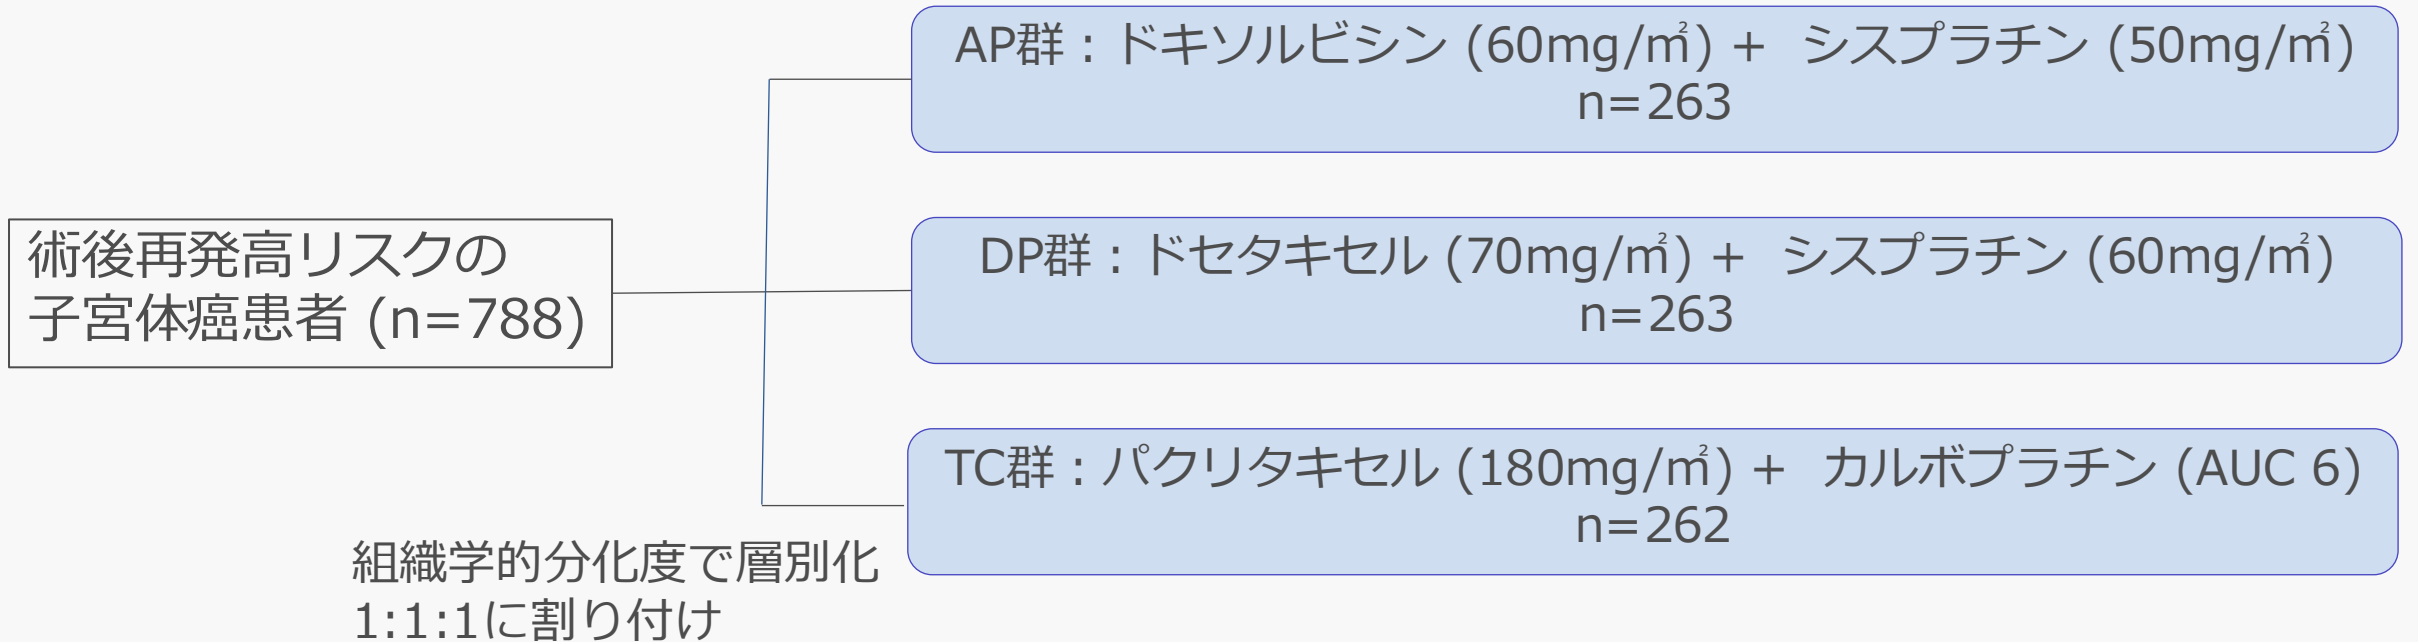 AP群：ドキソルビシン (60mg/㎡) + シスプラチン (50mg/㎡)
n=263
術後再発高リスクの
子宮体癌患者 (n=788)
DP群：ドセタキセル (70mg/㎡) + シスプラチン (60mg/㎡)
n=263
TC群：パクリタキセル (180mg/㎡) + カルボプラチン (AUC 6)
n=262
組織学的分化度で層別化
1:1:1に割り付け